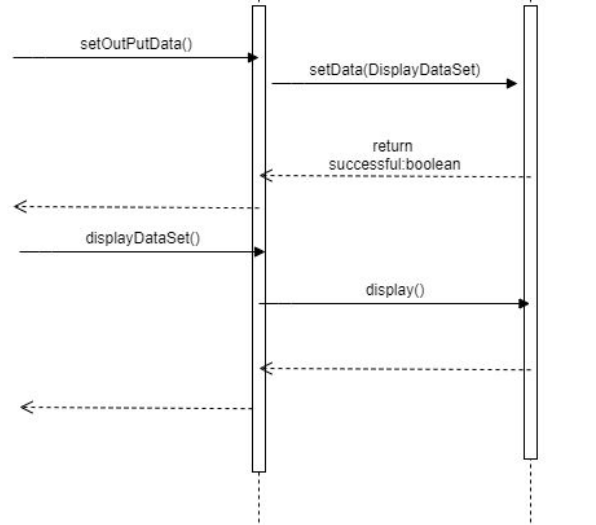 setOutPutData()
setData(DisplayDataSet)
return
successful:boolean
displayDataSet()
display()